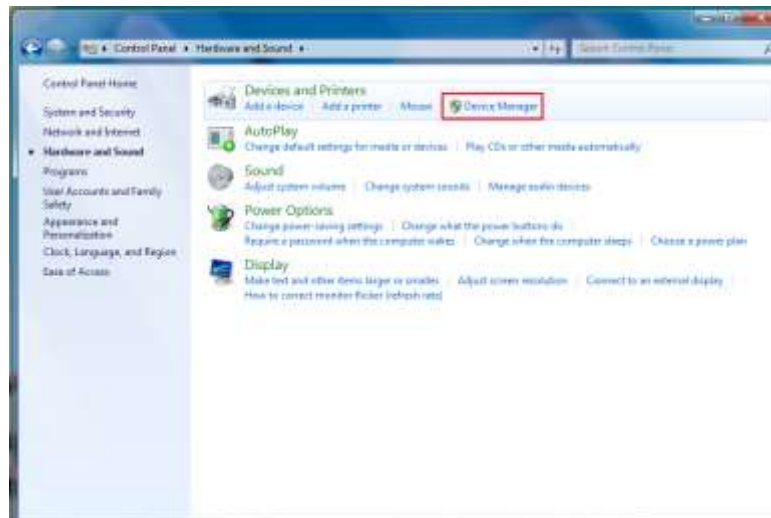 Control Panel ▸ Hardware and Sound ▸
Search Control Panel
Control Panel Home
System and Security
Network and Internet
Hardware and Sound
Programs
User Accounts and Family
Safety
Appearance and
Personalization
Clock, Language, and Region
Ease of Access
Devices and Printers
Add a device Add a printer Mouse Device Manager
AutoPlay
Change default settings for media or devices Play CDs or other media automatically
Sound
Adjust system volume Change system sounds Manage audio devices
Power Options
Change power-saving settings Change what the power buttons do
Require a password when the computer wakes Change when the computer sleeps Choose a power plan
Display
Make text and other items larger or smaller Adjust screen resolution Connect to an external display
How to correct monitor flicker (refresh rate)